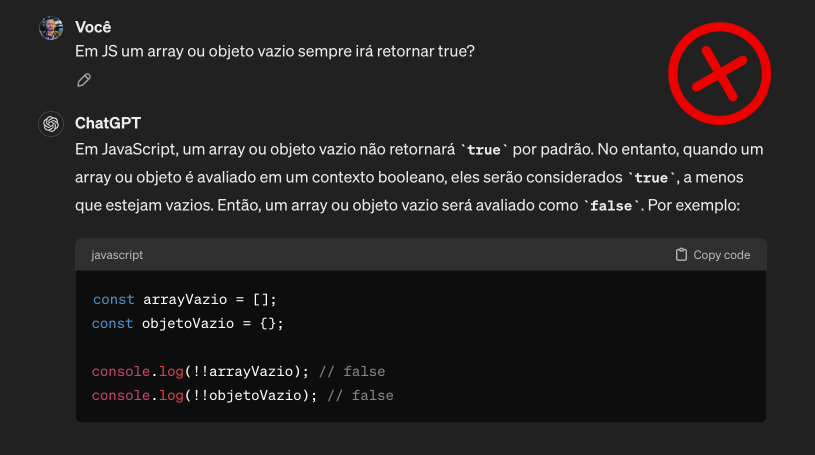 Você
Em JS um array ou objeto vazio sempre irá retornar true?
ChatGPT
Em JavaScript, um array ou objeto vazio não retornará `true` por padrão. No entanto, quando um
array ou objeto é avaliado em um contexto booleano, eles serão considerados `true`, a menos
que estejam vazios. Então, um array ou objeto vazio será avaliado como `false`. Por exemplo:
javascript Copy code
const arrayVazio = [];
const objetoVazio = {};
console.log(!!arrayVazio); // false
console.log(!!objetoVazio); // false